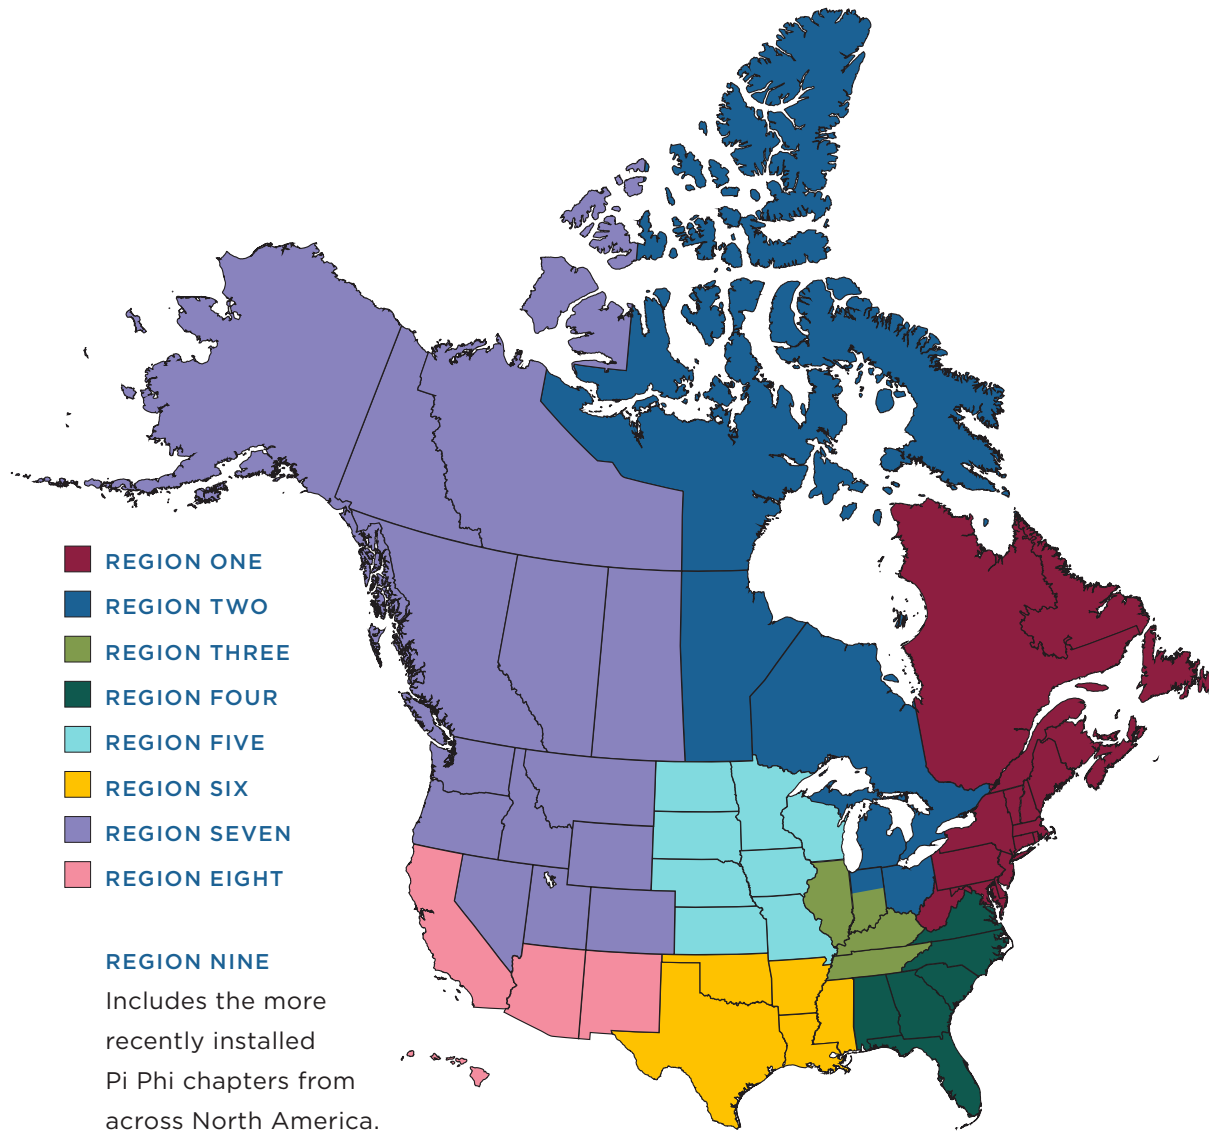 REGION ONE
REGION TWO
REGION THREE
REGION FOUR
REGION FIVE
REGION SIX
REGION SEVEN
REGION EIGHT
REGION NINE
Includes the more
recently installed
Pi Phi chapters from
across North America.